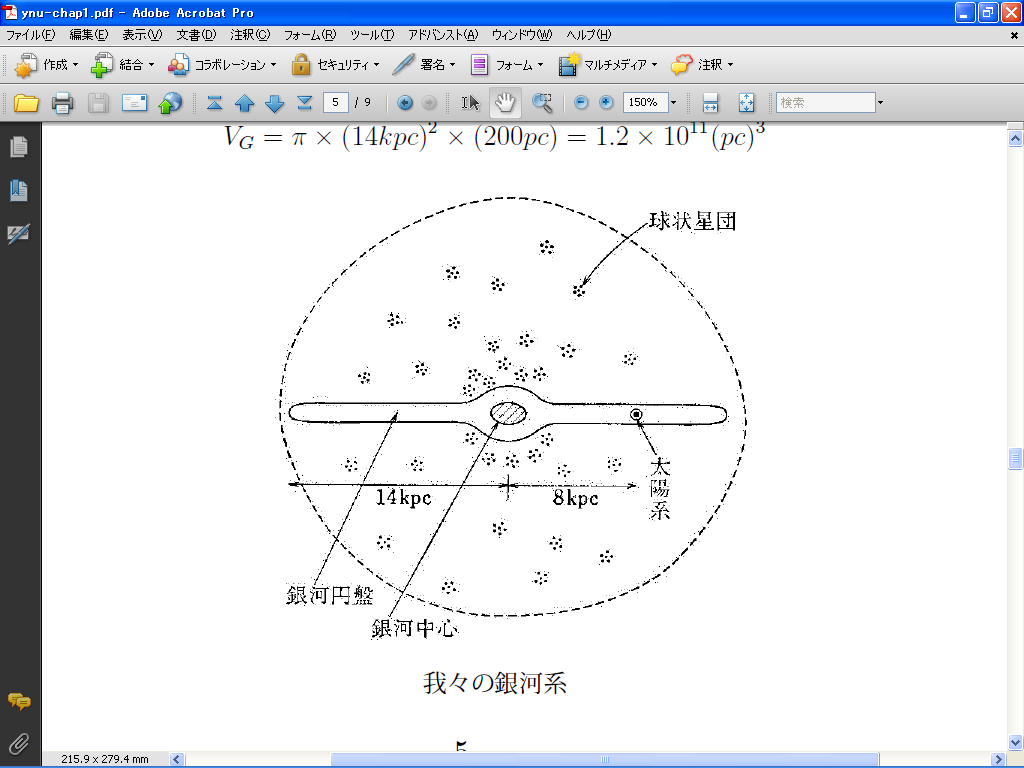 ynu-chap1.pdf - Adobe Acrobat Pro
ファイル(F) 編集(E) 表示(V) 文書(D) 注釈(C) フォーム(R) ツール(T) アドバンスト(A) ウィンドウ(W) ヘルプ(H)
作成 結合 コラボレーション セキュリティ 署名 フォーム マルチメディア 注釈
5 / 9 150% 検索
V_G = π × (14kpc)^2 × (200pc) = 1.2 × 10^11(pc)^3
球状星団
太陽系
14kpc 8kpc
銀河円盤
銀河中心
我々の銀河系
5
215.9 x 279.4 mm